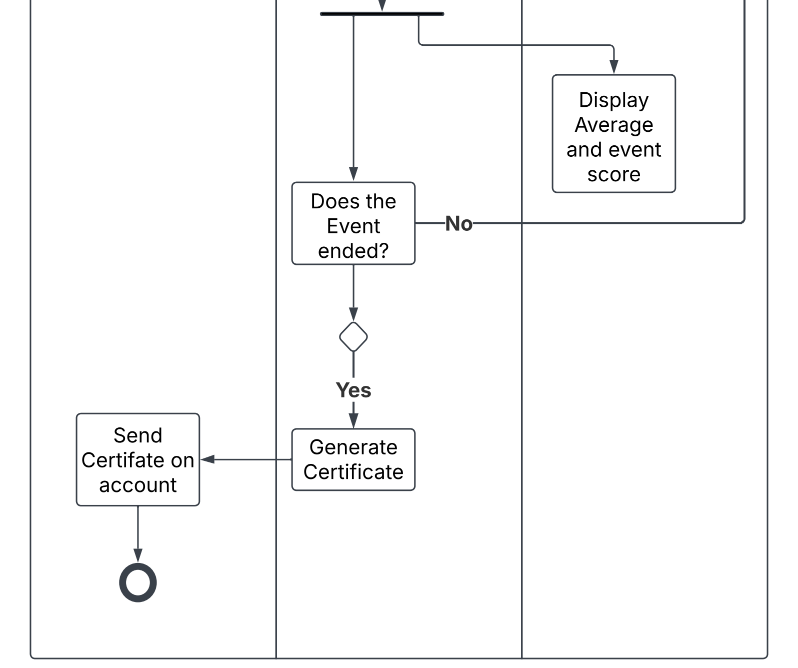 Display
Average
and event
score
Does the
Event
ended?
No
Yes
Generate
Certificate
Send
Certifate on
account